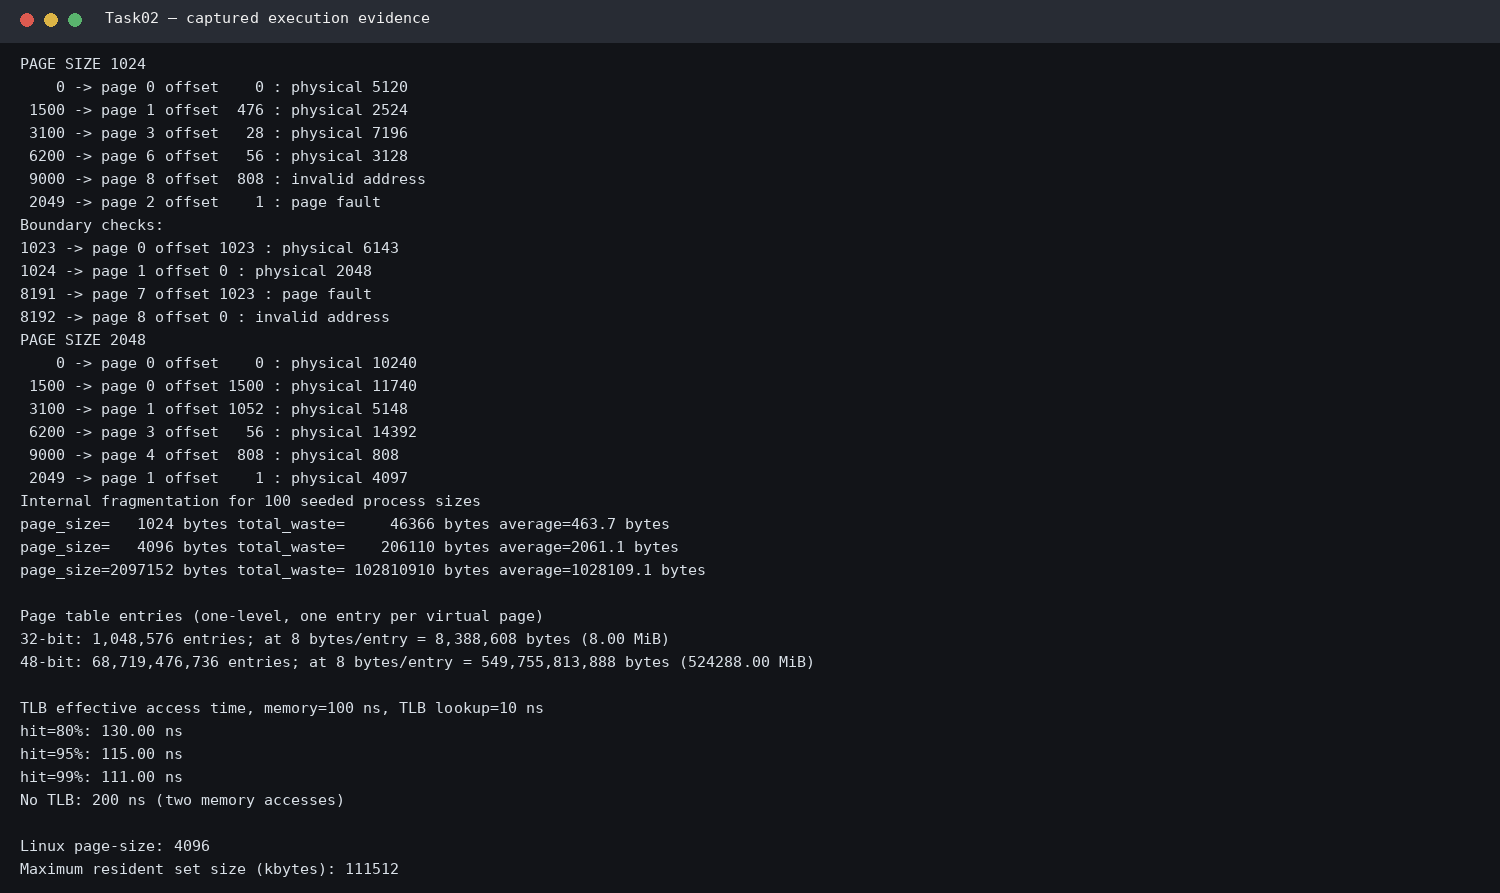 Task02 — captured execution evidence
PAGE SIZE 1024
    0 -> page 0 offset    0 : physical 5120
 1500 -> page 1 offset  476 : physical 2524
 3100 -> page 3 offset   28 : physical 7196
 6200 -> page 6 offset   56 : physical 3128
 9000 -> page 8 offset  808 : invalid address
 2049 -> page 2 offset    1 : page fault
Boundary checks:
1023 -> page 0 offset 1023 : physical 6143
1024 -> page 1 offset 0 : physical 2048
8191 -> page 7 offset 1023 : page fault
8192 -> page 8 offset 0 : invalid address
PAGE SIZE 2048
    0 -> page 0 offset    0 : physical 10240
 1500 -> page 0 offset 1500 : physical 11740
 3100 -> page 1 offset 1052 : physical 5148
 6200 -> page 3 offset   56 : physical 14392
 9000 -> page 4 offset  808 : physical 808
 2049 -> page 1 offset    1 : physical 4097
Internal fragmentation for 100 seeded process sizes
page_size=   1024 bytes total_waste=     46366 bytes average=463.7 bytes
page_size=   4096 bytes total_waste=    206110 bytes average=2061.1 bytes
page_size=2097152 bytes total_waste= 102810910 bytes average=1028109.1 bytes

Page table entries (one-level, one entry per virtual page)
32-bit: 1,048,576 entries; at 8 bytes/entry = 8,388,608 bytes (8.00 MiB)
48-bit: 68,719,476,736 entries; at 8 bytes/entry = 549,755,813,888 bytes (524288.00 MiB)

TLB effective access time, memory=100 ns, TLB lookup=10 ns
hit=80%: 130.00 ns
hit=95%: 115.00 ns
hit=99%: 111.00 ns
No TLB: 200 ns (two memory accesses)

Linux page-size: 4096
Maximum resident set size (kbytes): 111512